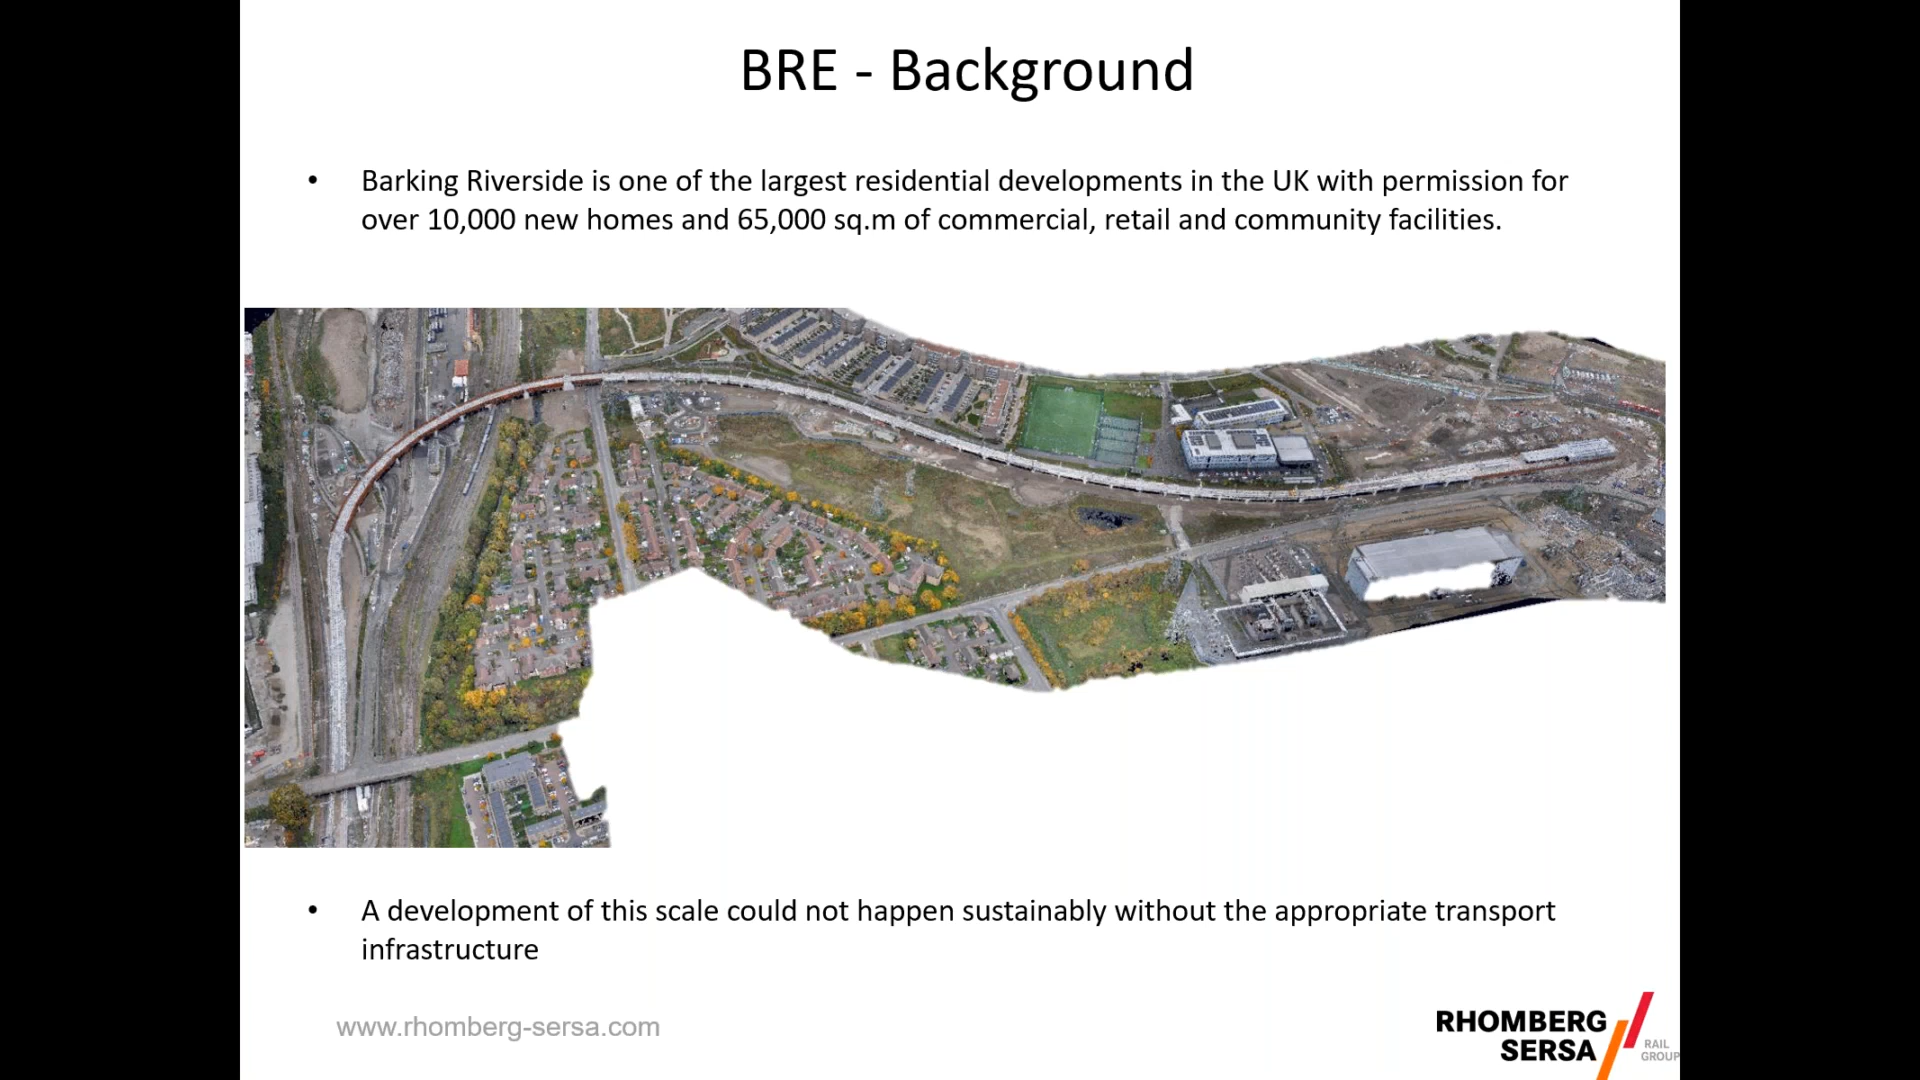 BRE - Background
• Barking Riverside is one of the largest residential developments in the UK with permission for
over 10,000 new homes and 65,000 sq.m of commercial, retail and community facilities.
• A development of this scale could not happen sustainably without the appropriate transport
infrastructure
www.rhomberg-sersa.com
RHOMBERG
SERSA
RAIL
GROUP